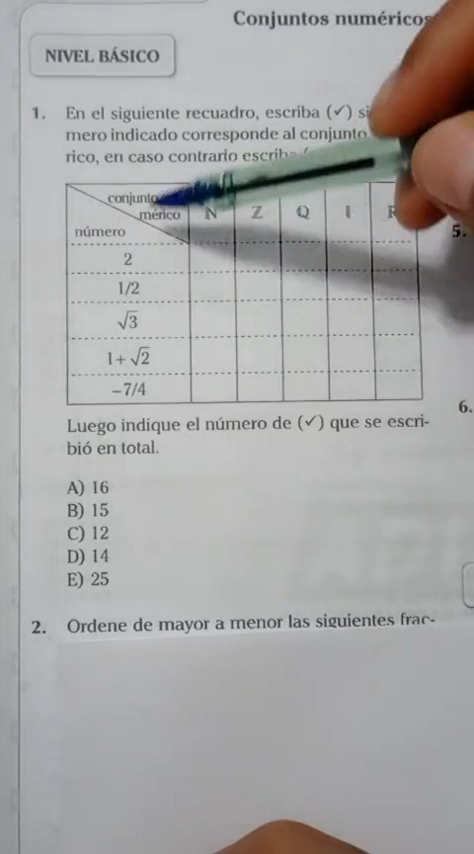 Conjuntos numéricos
NIVEL BÁSICO
1. En el siguiente recuadro, escriba (✓) si
mero indicado corresponde al conjunto
rico, en caso contrario escriba
conjunto
mérico N Z Q I R
número
2
1/2
√3
1+√2
−7/4
Luego indique el número de (✓) que se escri-
bió en total.
A) 16
B) 15
C) 12
D) 14
E) 25
2. Ordene de mayor a menor las siguientes frac-
5.
6.